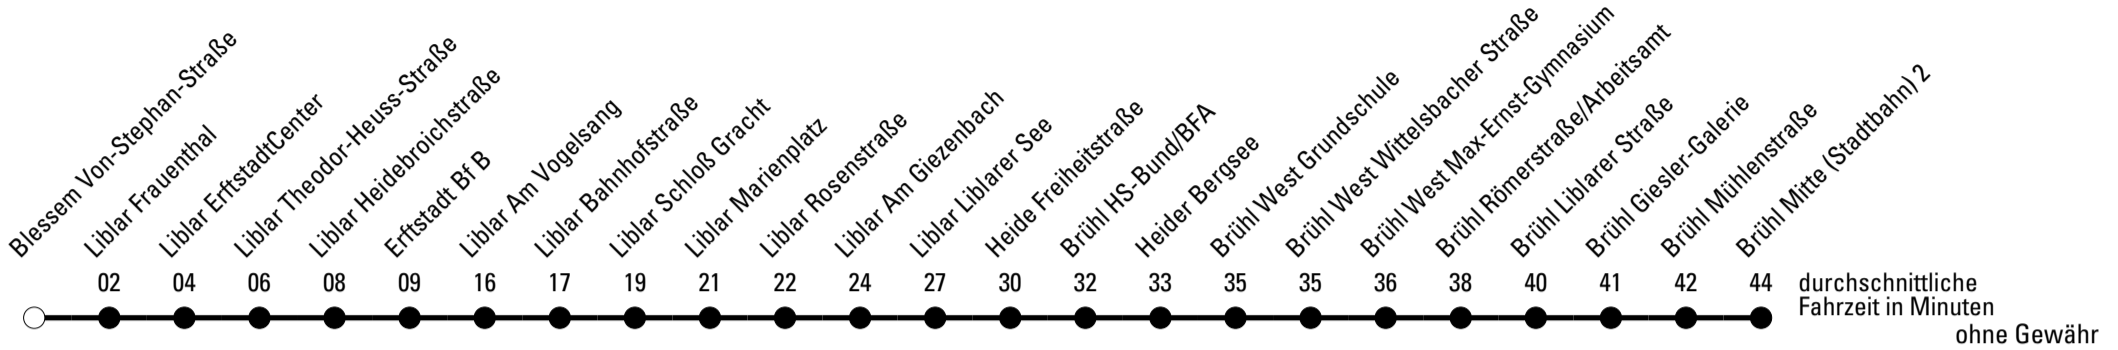 Blessem Von-Stephan-Straße
Liblar Frauenthal
Liblar ErftstadtCenter
Liblar Theodor-Heuss-Straße
Liblar Heidebroichstraße
Erftstadt Bf B
Liblar Am Vogelsang
Liblar Bahnhofstraße
Liblar Schloß Gracht
Liblar Marienplatz
Liblar Rosenstraße
Liblar Am Giezenbach
Liblar Liblarer See
Heide Freiheitstraße
Brühl HS-Bund/BFA
Heider Bergsee
Brühl West Grundschule
Brühl West Wittelsbacher Straße
Brühl West Max-Ernst-Gymnasium
Brühl Römerstraße/Arbeitsamt
Brühl Liblarer Straße
Brühl Giesler-Galerie
Brühl Mühlenstraße
Brühl Mitte (Stadtbahn) 2
02 04 06 08 09 16 17 19 21 22 24 27 30 32 33 35 35 36 38 40 41 42 44 durchschnittliche
Fahrzeit in Minuten
ohne Gewähr